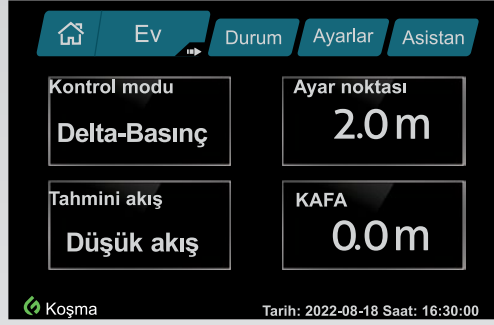 Ev Durum Ayarlar Asistan
Kontrol modu Ayar noktası
Delta-Basınç 2.0 m
Tahmini akış KAFA
Düşük akış 0.0 m
Koşma Tarih: 2022-08-18 Saat: 16:30:00